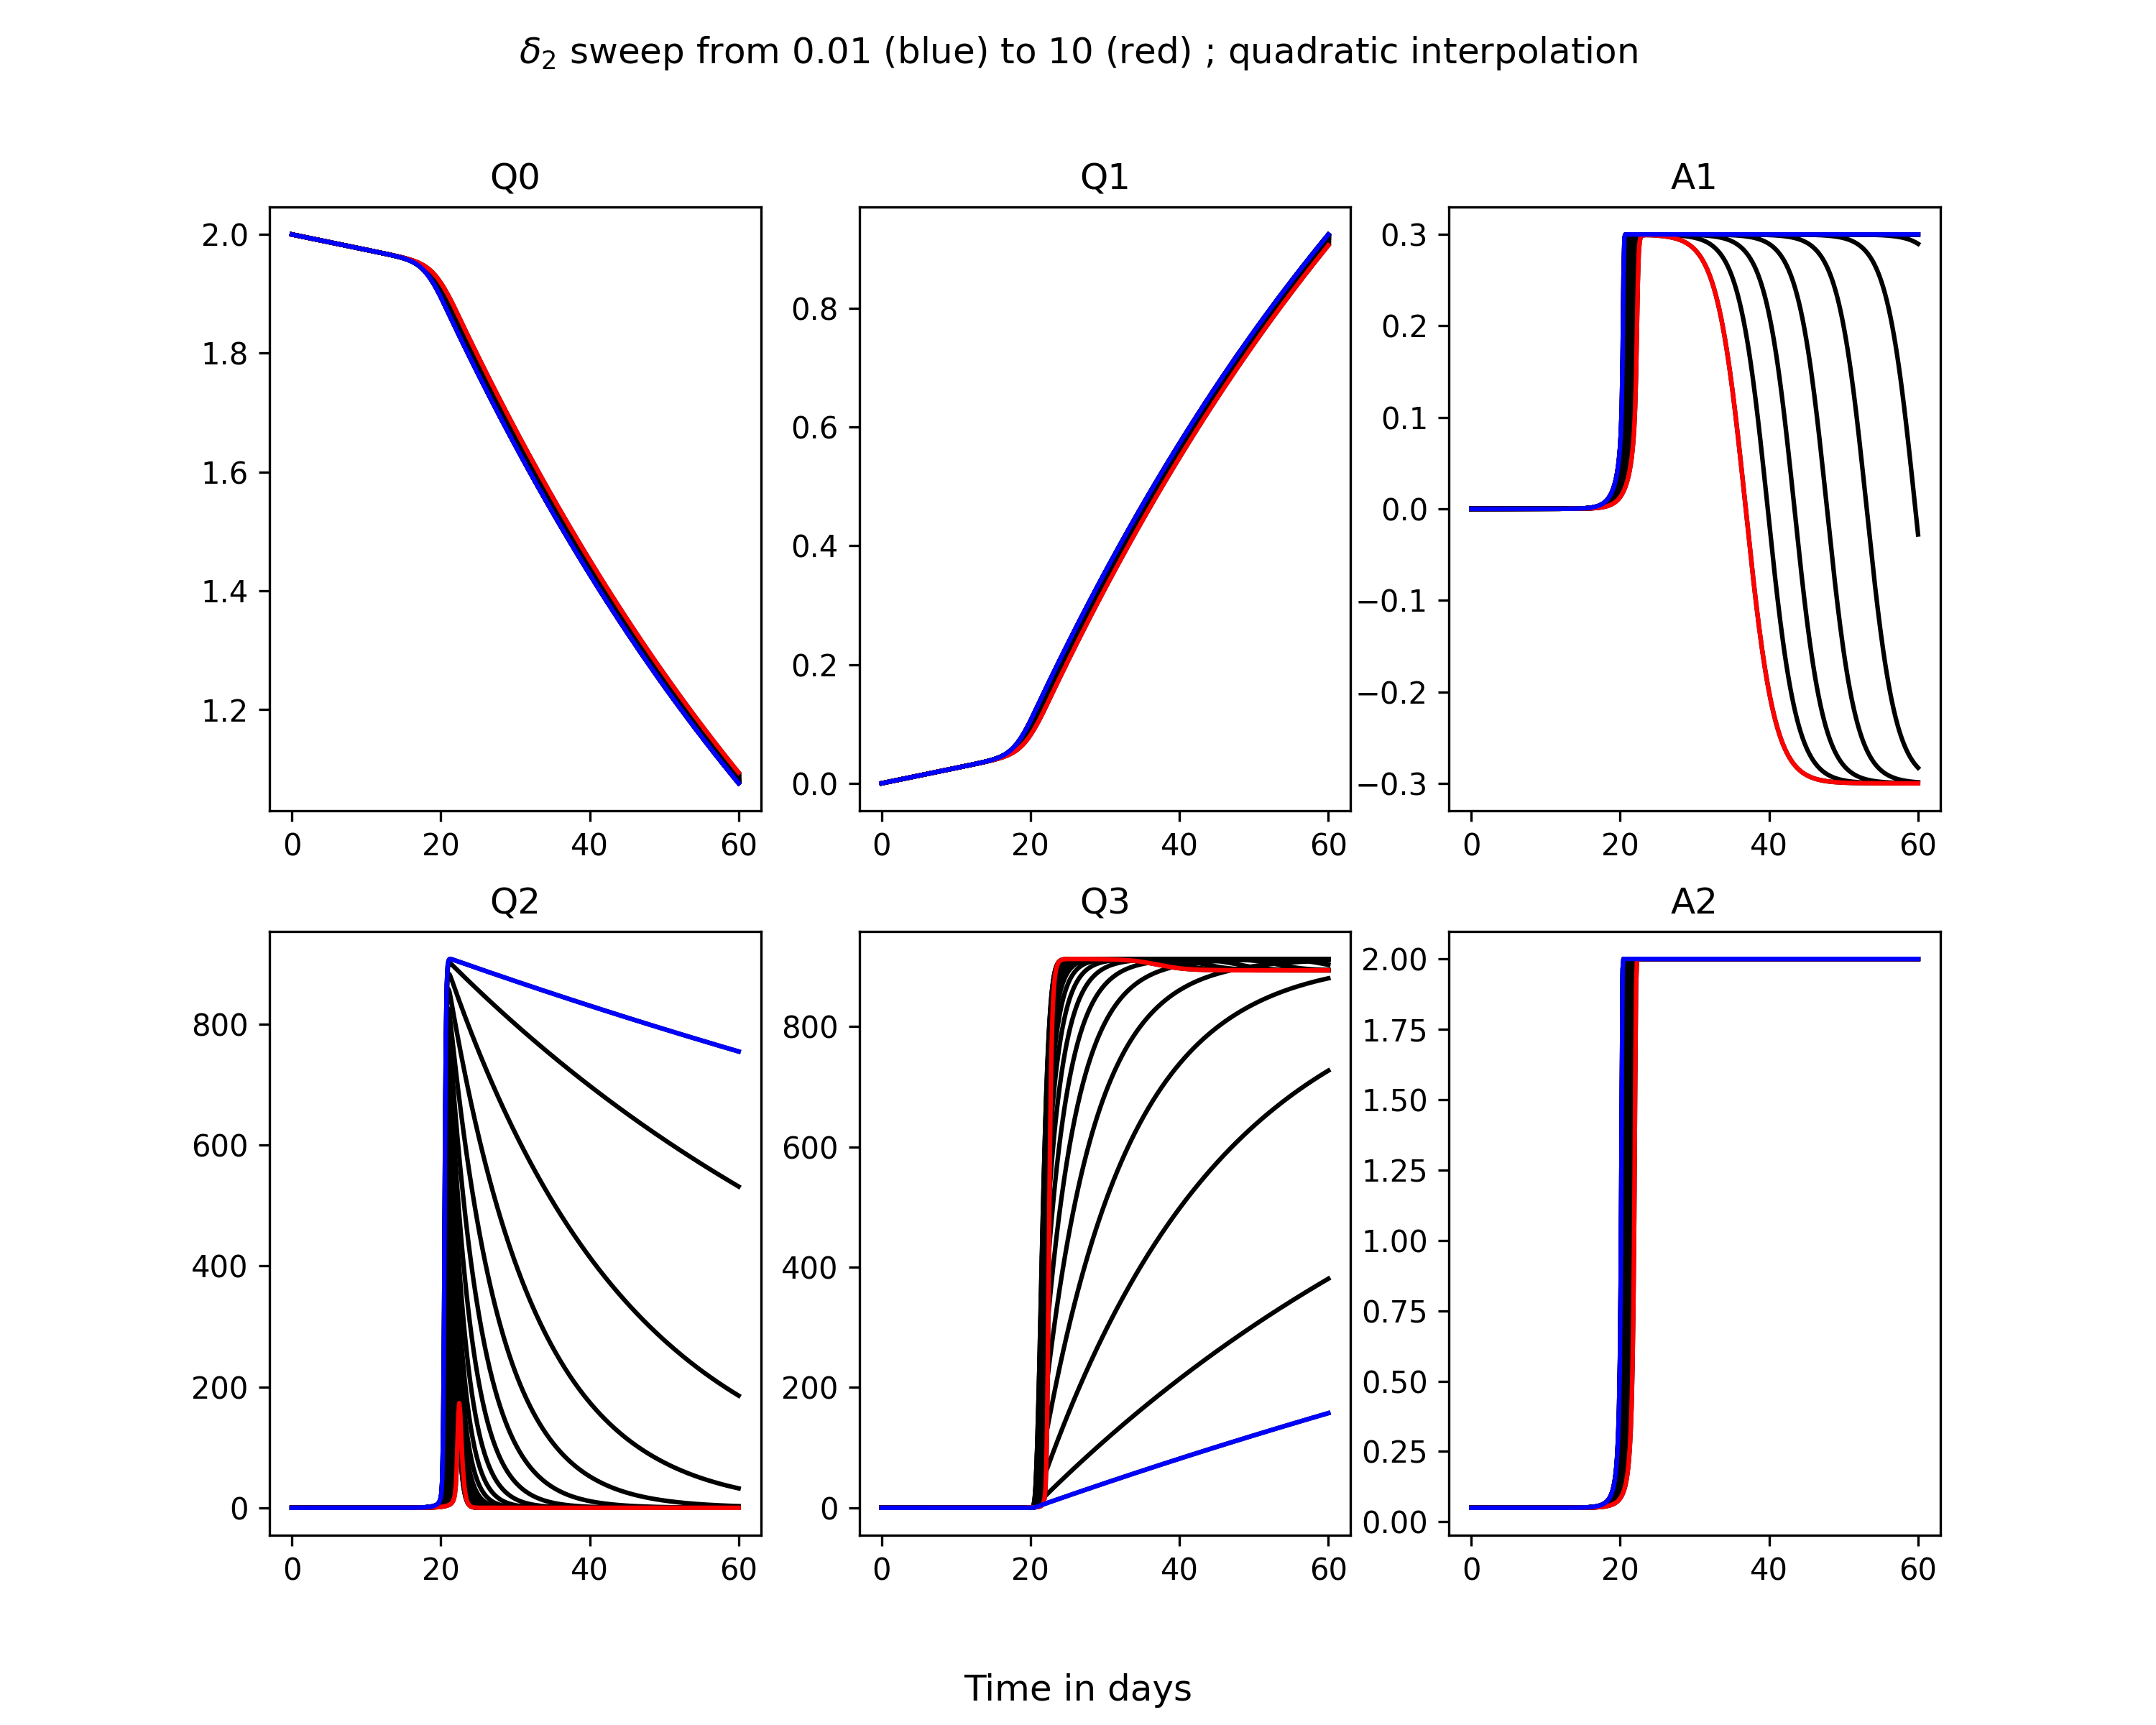 δ₂ sweep from 0.01 (blue) to 10 (red) ; quadratic interpolation
Q0
Q1
A1
2.0
1.8
1.6
1.4
1.2
0 20 40 60
0.8
0.6
0.4
0.2
0.0
0 20 40 60
0.3
0.2
0.1
0.0
−0.1
−0.2
−0.3
0 20 40 60
Q2
Q3
A2
800
600
400
200
0
0 20 40 60
800
600
400
200
0
0 20 40 60
2.00
1.75
1.50
1.25
1.00
0.75
0.50
0.25
0.00
0 20 40 60
Time in days